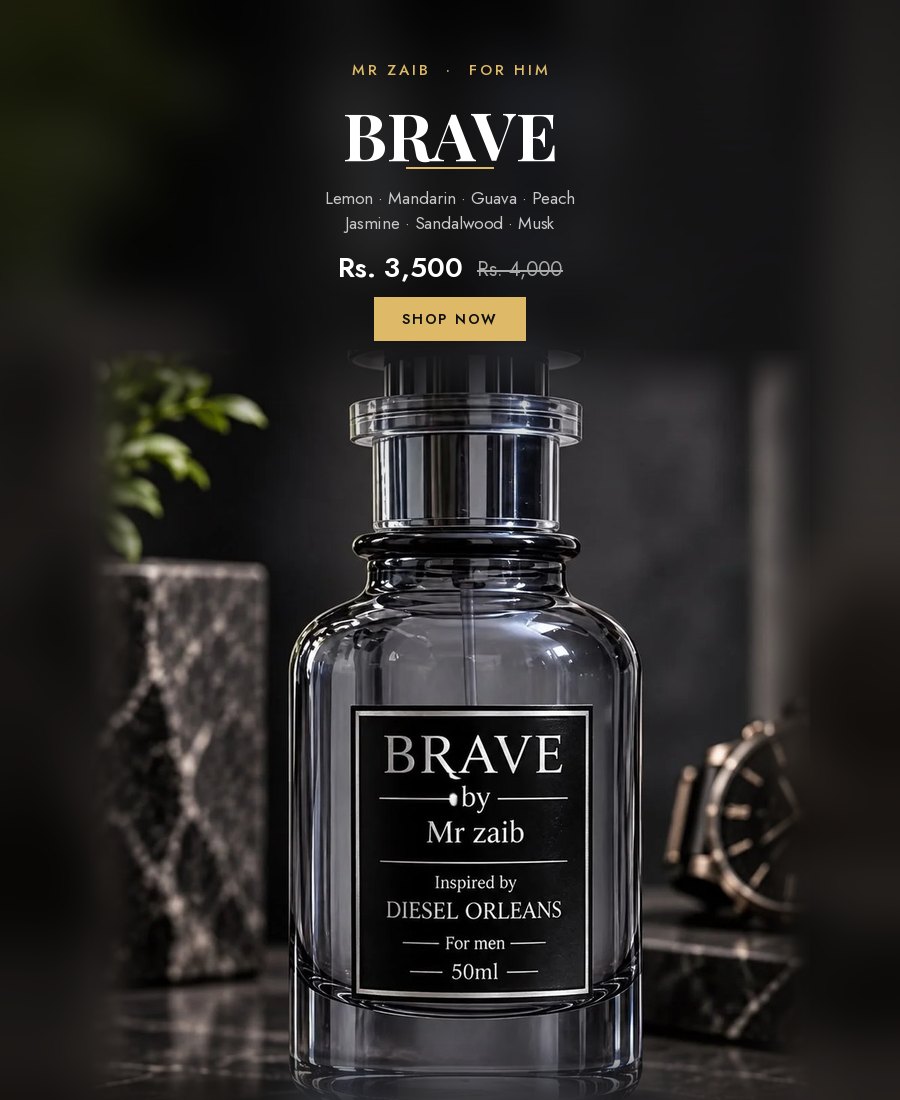 MR ZAIB · FOR HIM
BRAVE
Lemon · Mandarin · Guava · Peach
Jasmine · Sandalwood · Musk
Rs. 3,500 Rs. 4,000
SHOP NOW
BRAVE
by
Mr zaib
Inspired by
DIESEL ORLEANS
For men
50ml